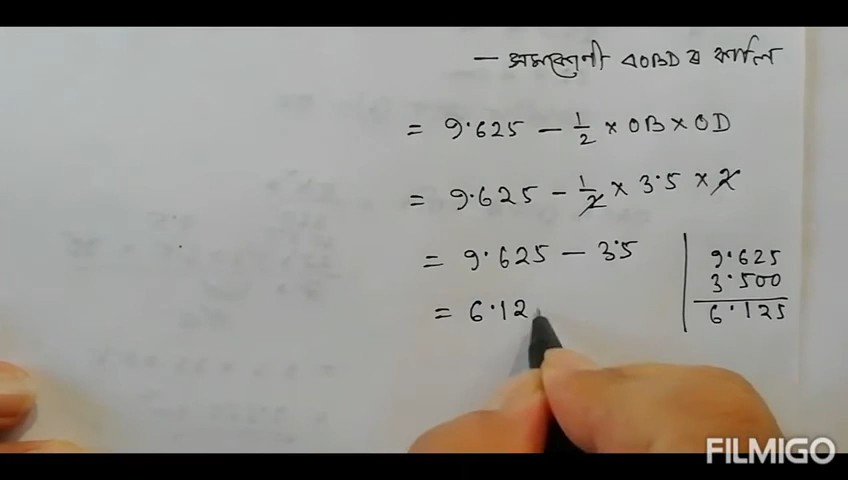 – समকোণী ΔOBD ৰ কালি
= 9.625 – 1/2 × OB × OD
= 9.625 – 1/2 × 3.5 × 2
= 9.625 – 3.5
= 6.12
9.625
3.500
6.125
FILMIGO